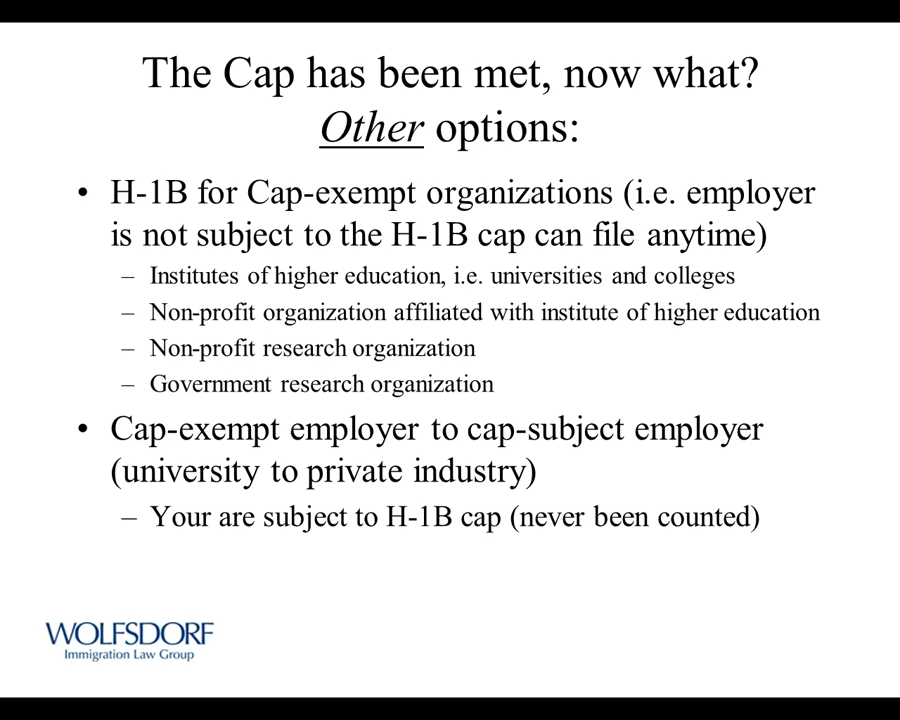 The Cap has been met, now what?
Other options:
• H-1B for Cap-exempt organizations (i.e. employer
is not subject to the H-1B cap can file anytime)
– Institutes of higher education, i.e. universities and colleges
– Non-profit organization affiliated with institute of higher education
– Non-profit research organization
– Government research organization
• Cap-exempt employer to cap-subject employer
(university to private industry)
– Your are subject to H-1B cap (never been counted)
WOLFSDORF
Immigration Law Group